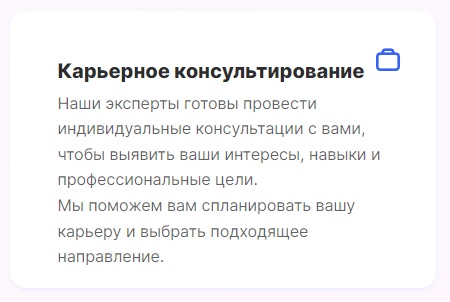 Карьерное консультирование
Наши эксперты готовы провести
индивидуальные консультации с вами,
чтобы выявить ваши интересы, навыки и
профессиональные цели.
Мы поможем вам спланировать вашу
карьеру и выбрать подходящее
направление.